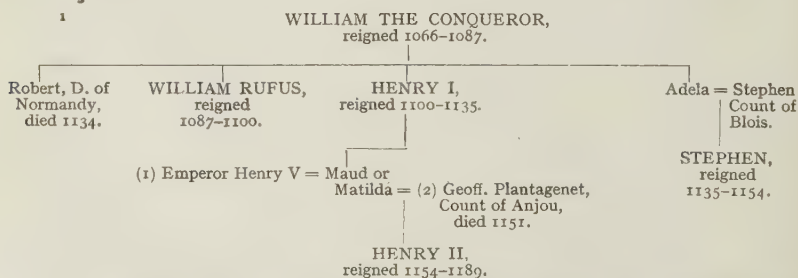 1
WILLIAM THE CONQUEROR,
reigned 1066–1087.
Robert, D. of
Normandy,
died 1134.
WILLIAM RUFUS,
reigned
1087–1100.
HENRY I,
reigned 1100–1135.
Adela = Stephen
Count of
Blois.
STEPHEN,
reigned
1135–1154.
(1) Emperor Henry V = Maud or
Matilda = (2) Geoff. Plantagenet,
Count of Anjou,
died 1151.
HENRY II,
reigned 1154–1189.